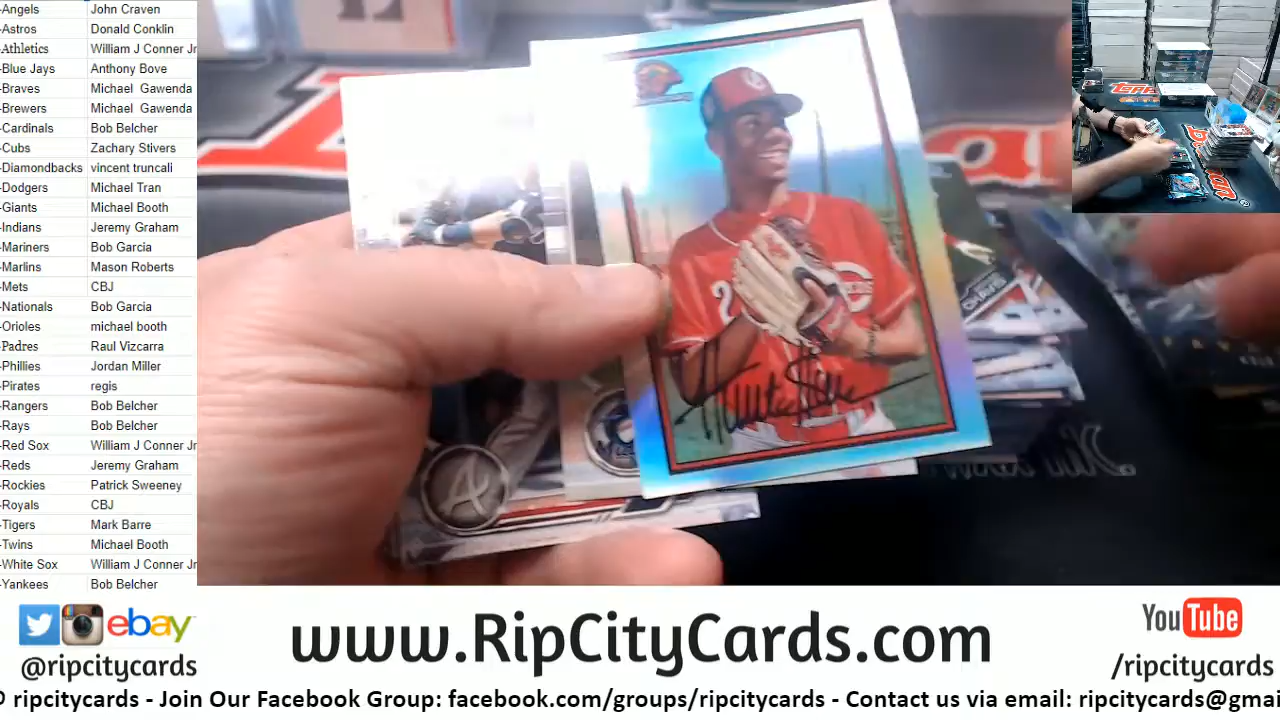 -Angels John Craven
-Astros Donald Conklin
-Athletics William J Conner Jr
-Blue Jays Anthony Bove
-Braves Michael Gawenda
-Brewers Michael Gawenda
-Cardinals Bob Belcher
-Cubs Zachary Stivers
-Diamondbacks vincent truncali
-Dodgers Michael Tran
-Giants Michael Booth
-Indians Jeremy Graham
-Mariners Bob Garcia
-Marlins Mason Roberts
-Mets CBJ
-Nationals Bob Garcia
-Orioles michael booth
-Padres Raul Vizcarra
-Phillies Jordan Miller
-Pirates regis
-Rangers Bob Belcher
-Rays Bob Belcher
-Red Sox William J Conner Jr
-Reds Jeremy Graham
-Rockies Patrick Sweeney
-Royals CBJ
-Tigers Mark Barre
-Twins Michael Booth
-White Sox William J Conner Jr
-Yankees Bob Belcher
CHAVIS
ebay
@ripcitycards
www.RipCityCards.com
YouTube
/ripcitycards
ripcitycards - Join Our Facebook Group: facebook.com/groups/ripcitycards - Contact us via email: ripcitycards@gmai